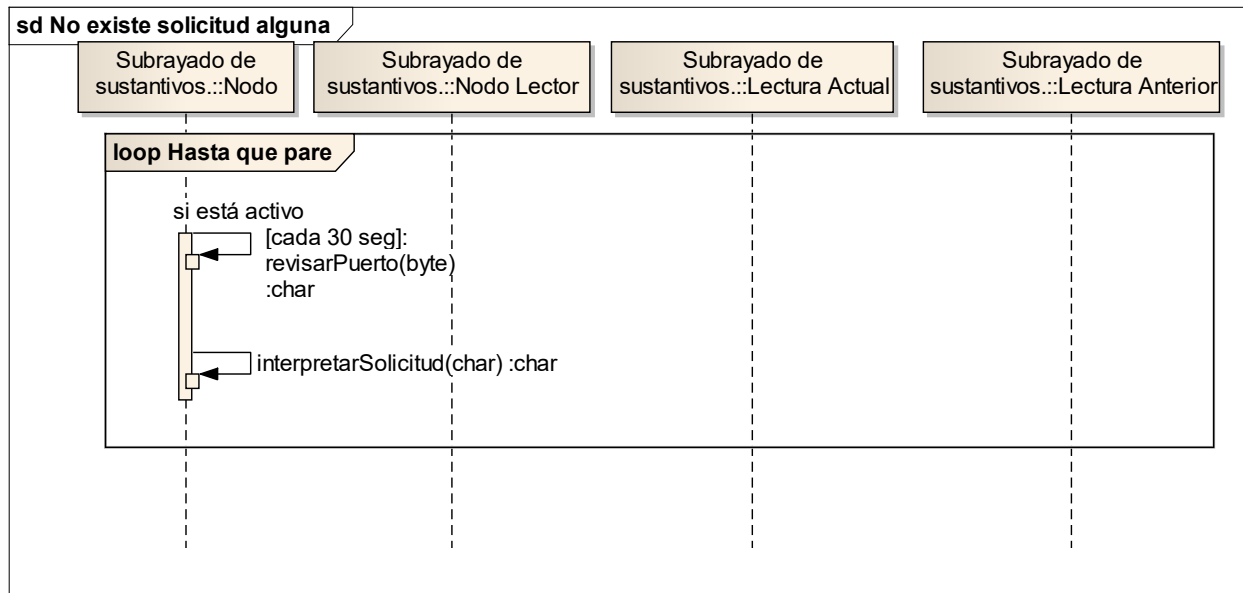 sd No existe solicitud alguna
Subrayado de
sustantivos.::Nodo
Subrayado de
sustantivos.::Nodo Lector
Subrayado de
sustantivos.::Lectura Actual
Subrayado de
sustantivos.::Lectura Anterior
loop Hasta que pare
si está activo
[cada 30 seg]:
revisarPuerto(byte)
:char
interpretarSolicitud(char) :char